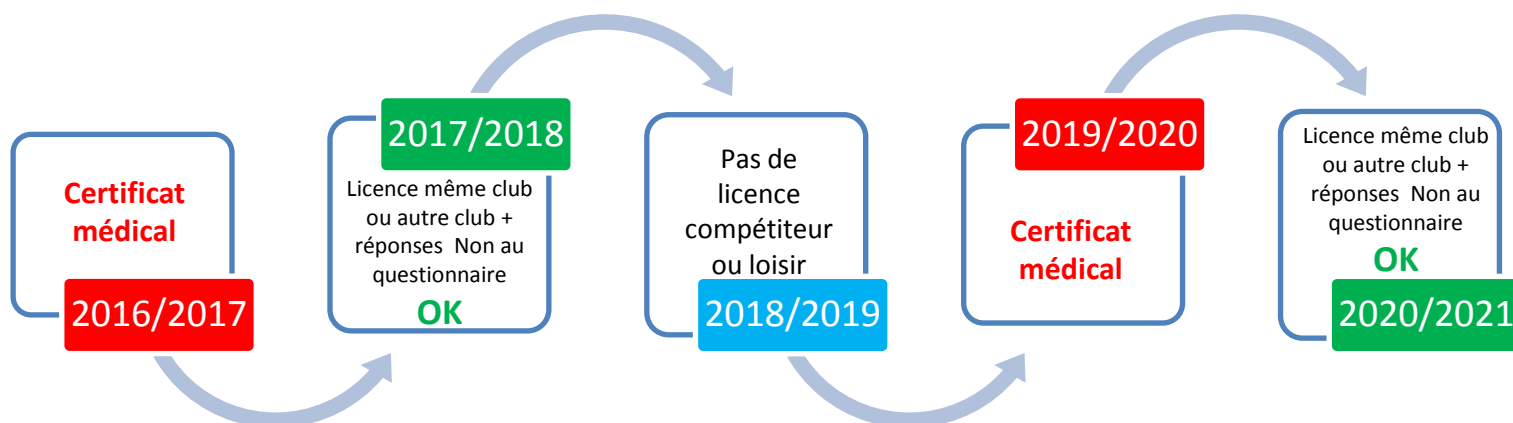 Certificat
médical
2016/2017
2017/2018
Licence même club
ou autre club +
réponses  Non au
questionnaire
OK
Pas de
licence
compétiteur
ou loisir
2018/2019
2019/2020
Certificat
médical
Licence même club
ou autre club +
réponses  Non au
questionnaire
OK
2020/2021